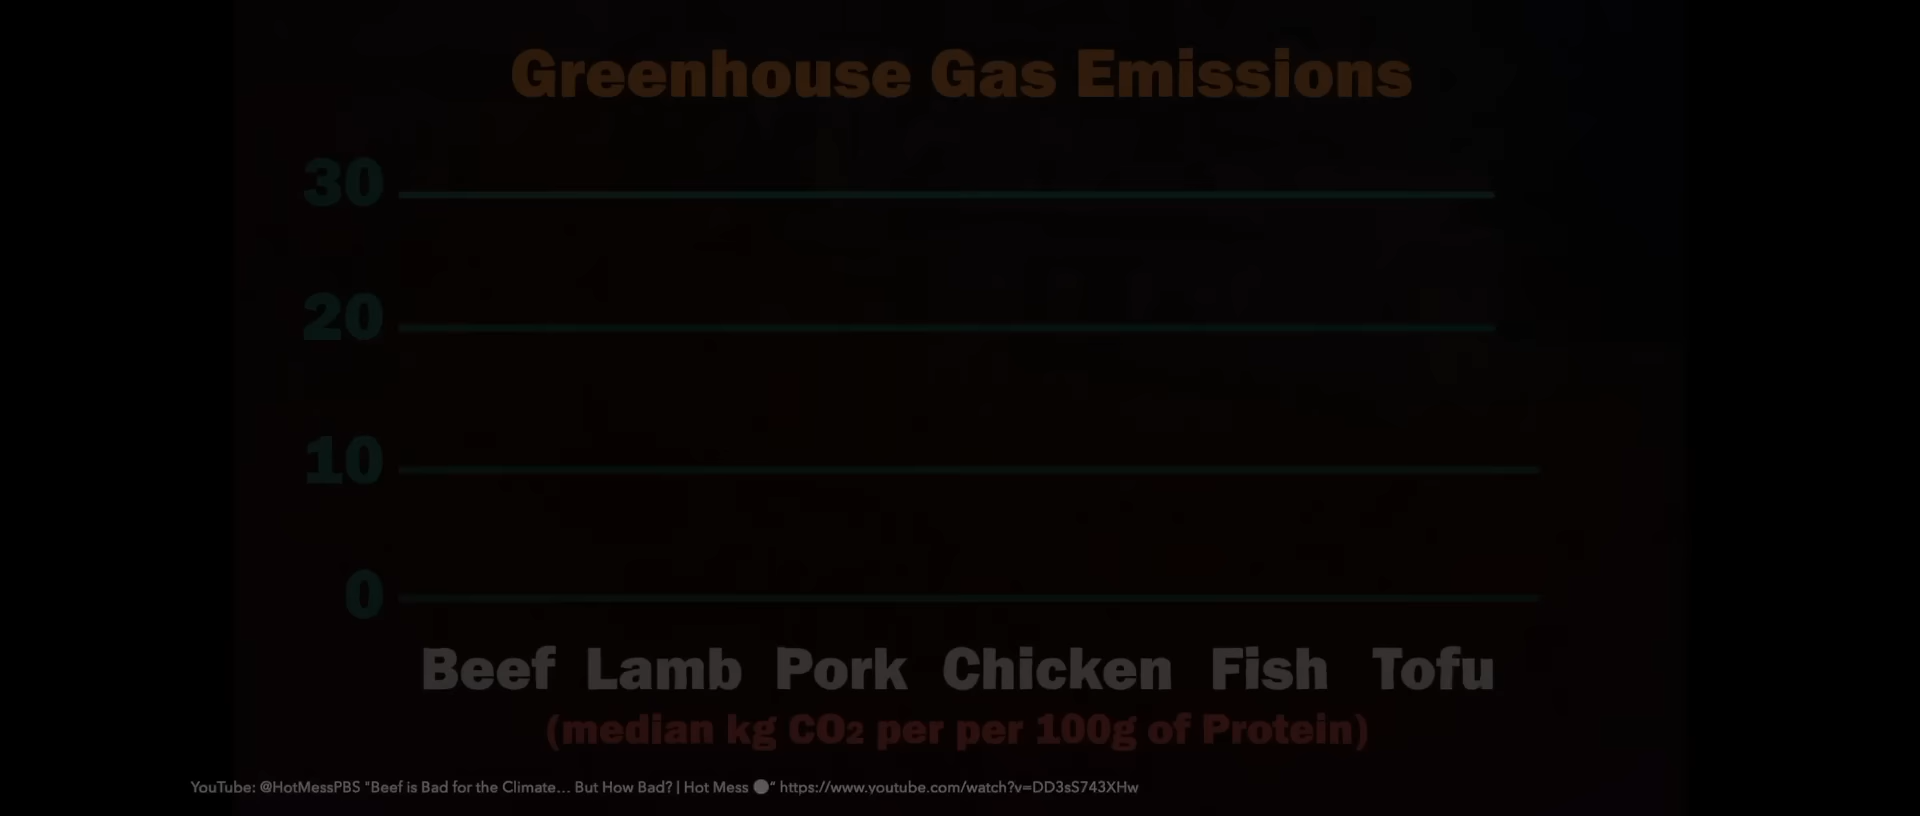 Greenhouse Gas Emissions
30
20
10
0
Beef Lamb Pork Chicken Fish Tofu
(median kg CO₂ per per 100g of Protein)
YouTube: @HotMessPBS "Beef is Bad for the Climate... But How Bad? | Hot Mess ⚪" https://www.youtube.com/watch?v=DD3sS743XHw